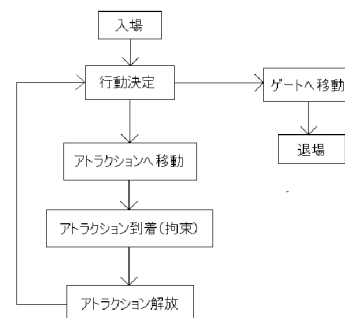 入場
行動決定
ゲートへ移動
アトラクションへ移動
退場
アトラクション到着(拘束)
アトラクション解放